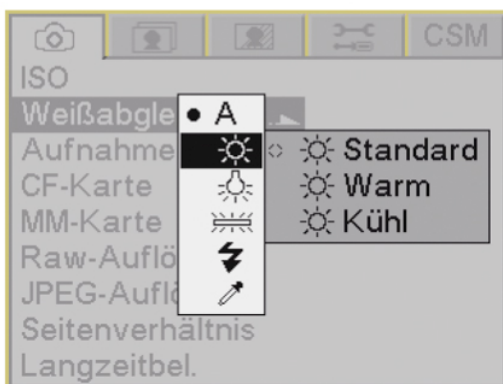 CSM
ISO
Weißabgle
A
Aufnahme
Standard
CF-Karte
Warm
MM-Karte
Kühl
Raw-Auflö
JPEG-Auflö
Seitenverhältnis
Langzeitbel.